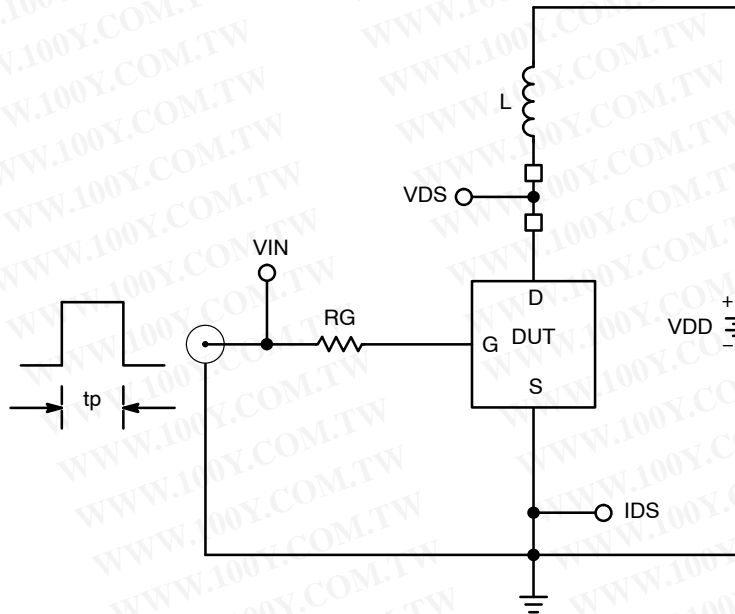 L
VDS
VIN
D
+
RG
VDD
G
DUT
−
S
tp
IDS
WWW.100Y.COM.TW